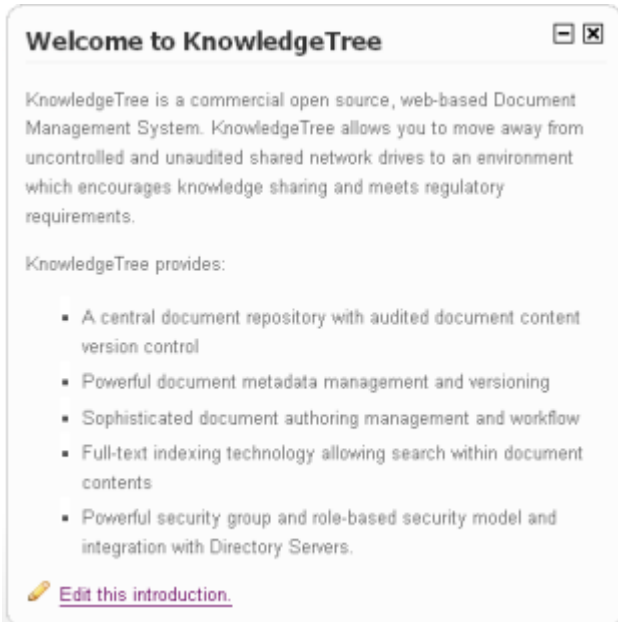 Welcome to KnowledgeTree
KnowledgeTree is a commercial open source, web-based Document
Management System. KnowledgeTree allows you to move away from
uncontrolled and unaudited shared network drives to an environment
which encourages knowledge sharing and meets regulatory
requirements.
KnowledgeTree provides:
▪ A central document repository with audited document content
version control
▪ Powerful document metadata management and versioning
▪ Sophisticated document authoring management and workflow
▪ Full-text indexing technology allowing search within document
contents
▪ Powerful security group and role-based security model and
integration with Directory Servers.
Edit this introduction.